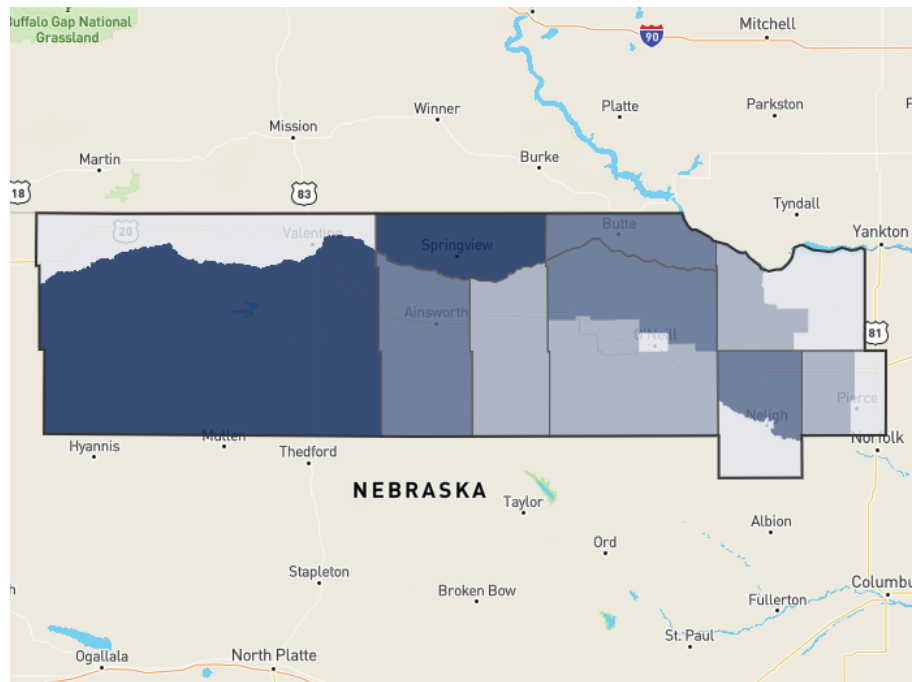 Buffalo Gap National
Grassland
90
Mitchell
Winner
Platte
Parkston
Mission
Burke
Martin
18
83
Tyndall
20
Valentine
Butte
Yankton
Springview
Ainsworth
O'Neill
81
Pierce
Neligh
Hyannis
Mullen
Thedford
Norfolk
NEBRASKA
Taylor
Albion
Ord
Stapleton
Broken Bow
Fullerton
Columbu
St. Paul
Ogallala
North Platte